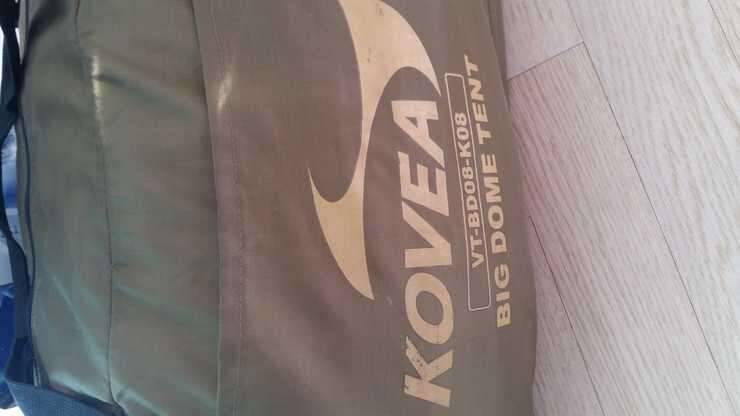 KOVEA
VT-BD08-K08
BIG DOME TENT